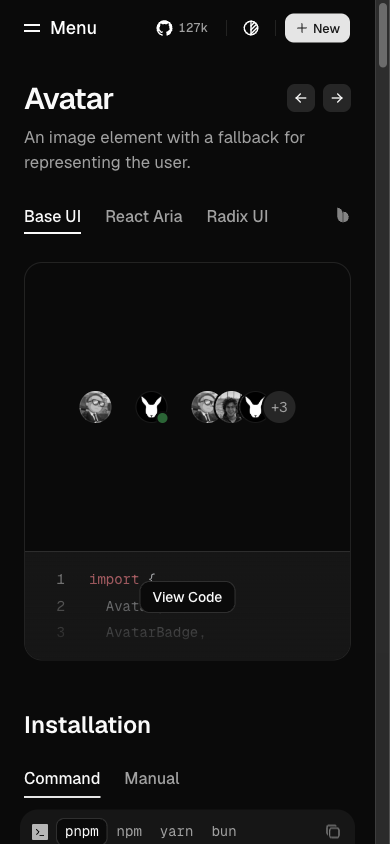 Menu
127k
New
Avatar
An image element with a fallback for
representing the user.
Base UI
React Aria
Radix UI
+3
1 import {
2
View Code
3 AvatarBadge,
Installation
Command
Manual
pnpm
npm
yarn
bun